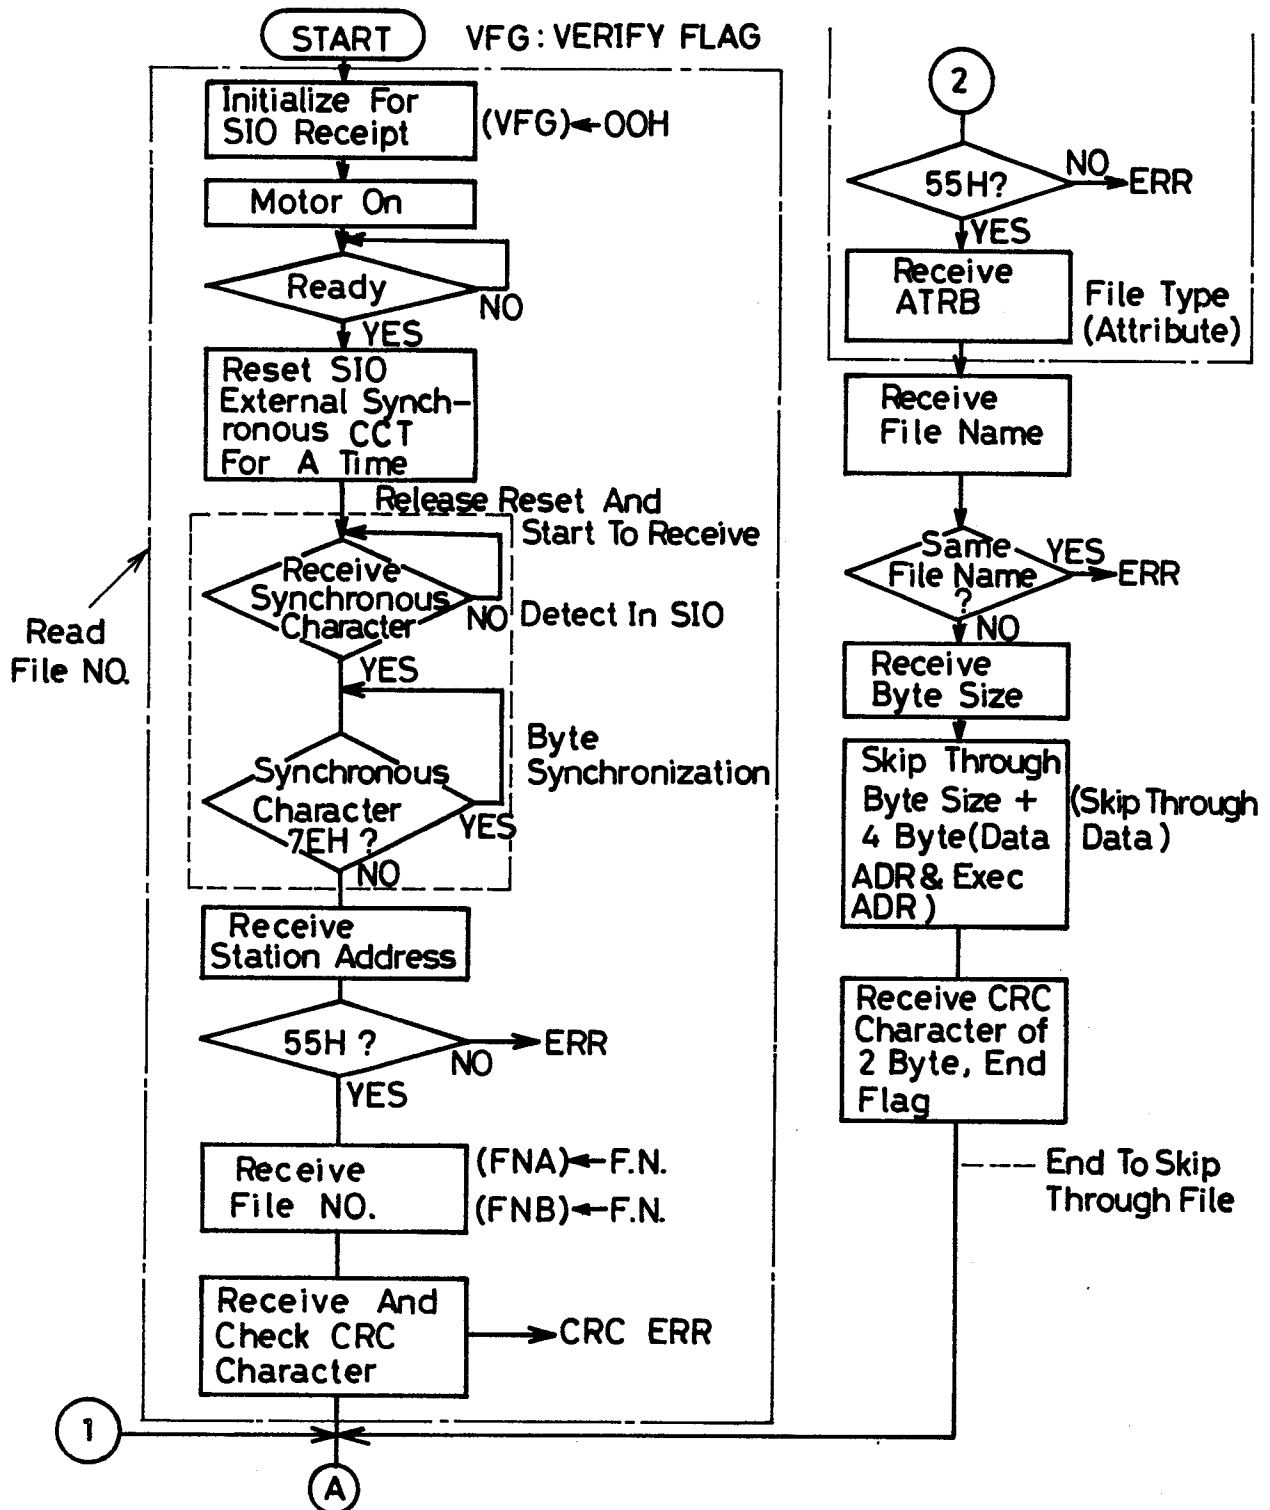 START
VFG : VERIFY FLAG
Initialize For
SIO Receipt
(VFG)←OOH
Motor On
Ready
NO
YES
Reset SIO
External Synch-
ronous CCT
For A Time
Release Reset And
Start To Receive
Receive
Synchronous
Character
NO
Detect In SIO
YES
Read
File NO.
Byte
Synchronization
Synchronous
Character
7EH ?
YES
NO
Receive
Station Address
55H ?
NO
ERR
YES
Receive
File NO.
(FNA)←F.N.
(FNB)←F.N.
Receive And
Check CRC
Character
CRC ERR
1
A
2
55H?
NO
ERR
YES
Receive
ATRB
File Type
(Attribute)
Receive
File Name
Same
File Name
?
YES
ERR
NO
Receive
Byte Size
Skip Through
Byte Size +
4 Byte(Data
ADR & Exec
ADR)
(Skip Through
Data)
Receive CRC
Character of
2 Byte, End
Flag
End To Skip
Through File